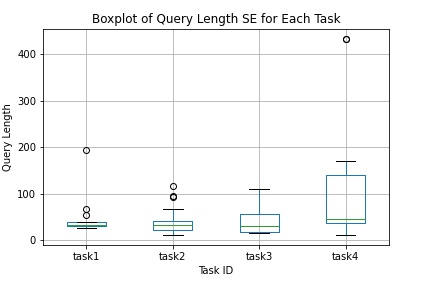 Boxplot of Query Length SE for Each Task
400
300
200
100
0
Query Length
task1 task2 task3 task4
Task ID